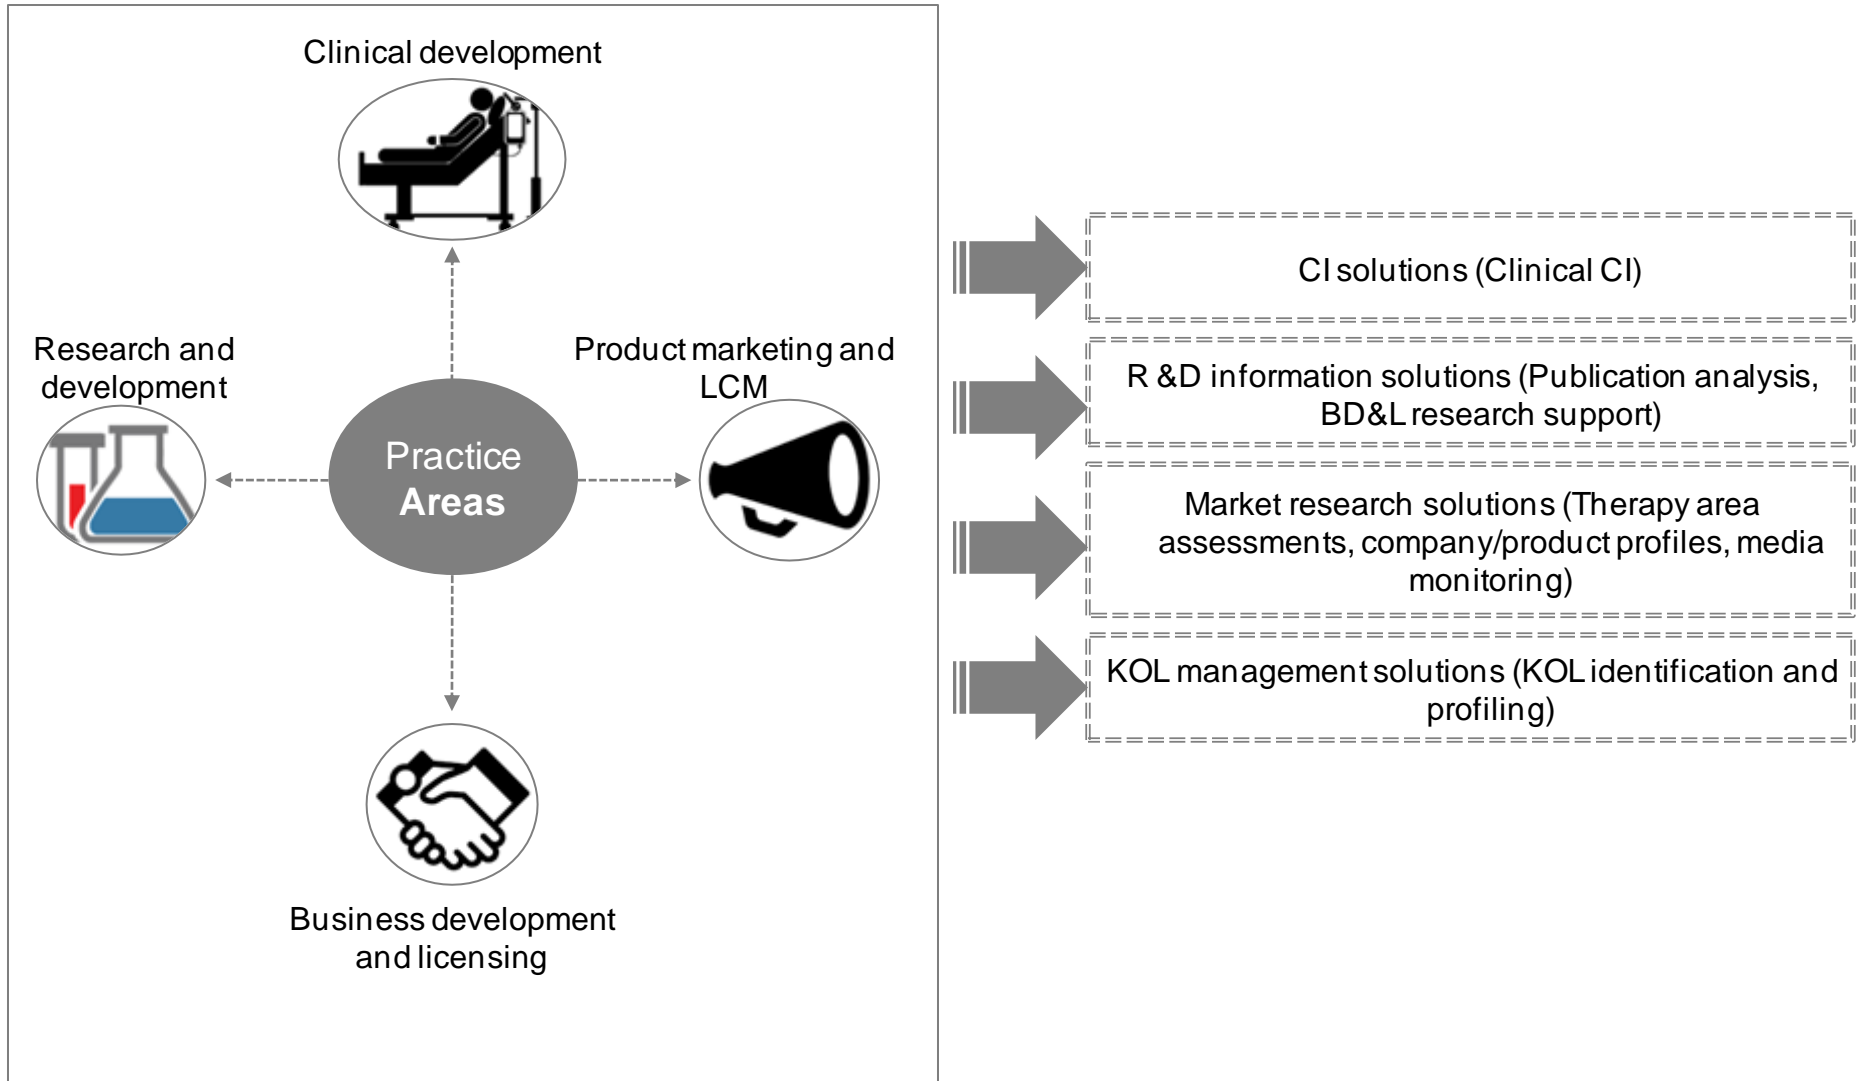 Clinical development
Research and
development
Product marketing and
LCM
Practice
Areas
Business development
and licensing
CI solutions (Clinical CI)
R &D information solutions (Publication analysis,
BD&L research support)
Market research solutions (Therapy area
assessments, company/product profiles, media
monitoring)
KOL management solutions (KOL identification and
profiling)